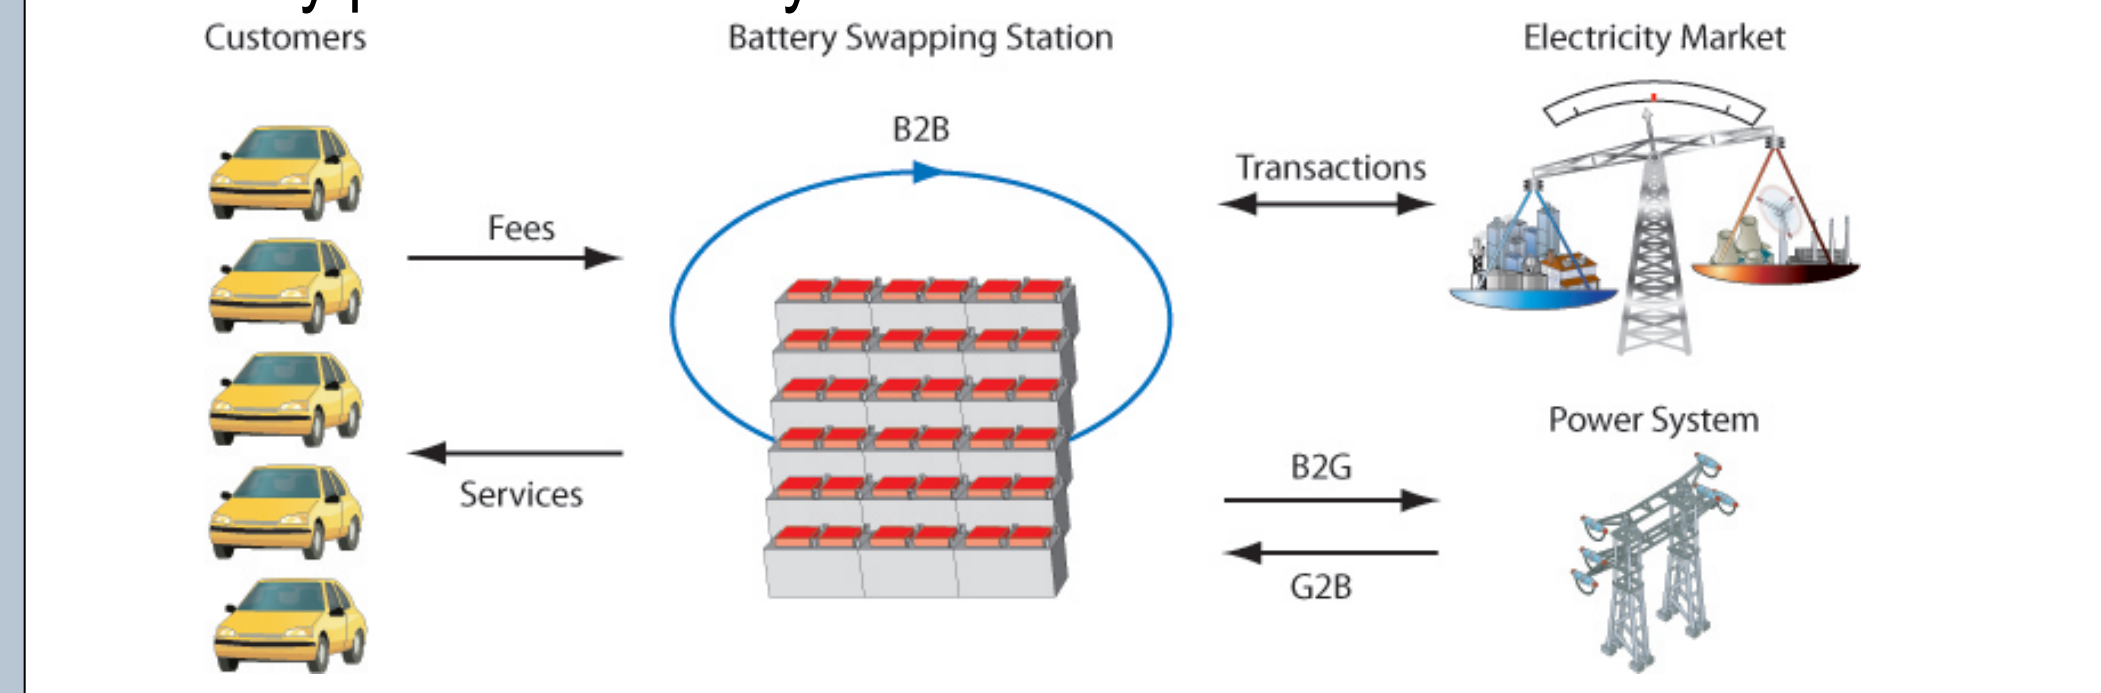 Customers
Battery Swapping Station
Electricity Market
B2B
Transactions
Fees
Power System
B2G
Services
G2B